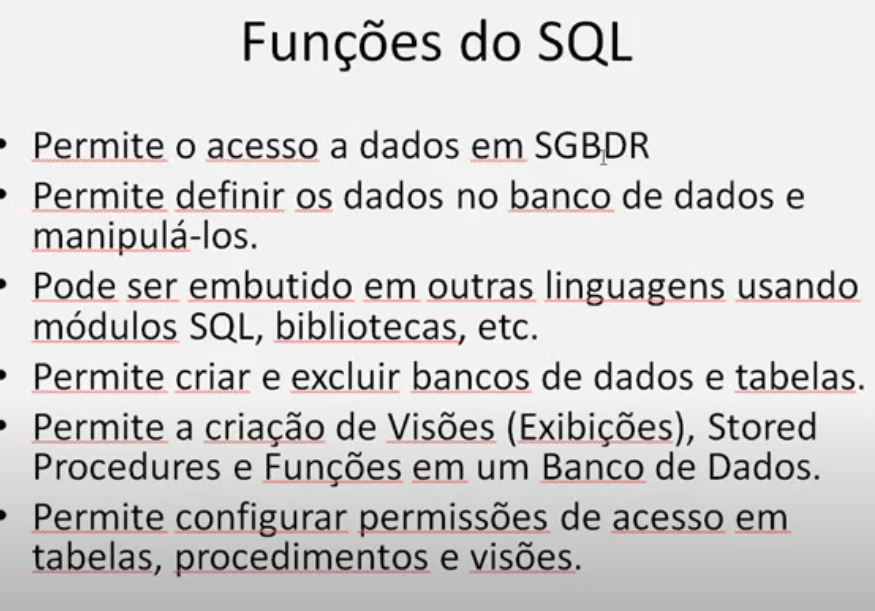 Funções do SQL
• Permite o acesso a dados em SGBDR
• Permite definir os dados no banco de dados e
manipulá-los.
• Pode ser embutido em outras linguagens usando
módulos SQL, bibliotecas, etc.
• Permite criar e excluir bancos de dados e tabelas.
• Permite a criação de Visões (Exibições), Stored
Procedures e Funções em um Banco de Dados.
• Permite configurar permissões de acesso em
tabelas, procedimentos e visões.